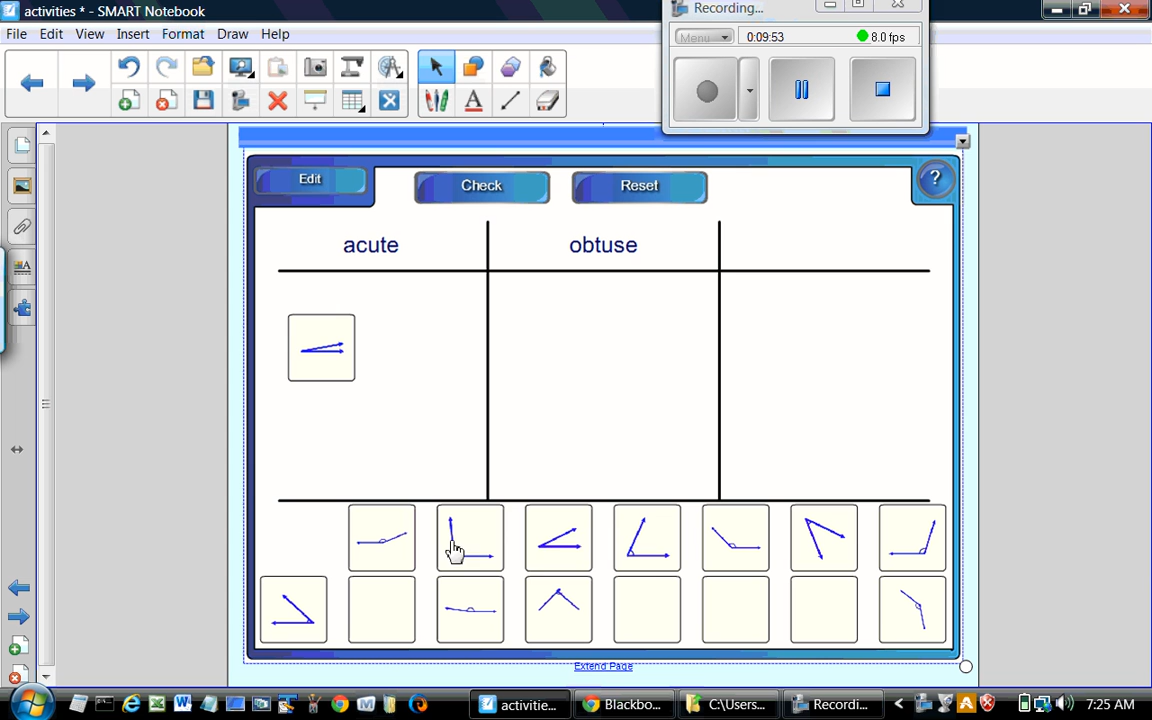 activities * - SMART Notebook
Recording...
File Edit View Insert Format Draw Help
Menu
0:09:53
8.0 fps
Edit
Check
Reset
?
acute
obtuse
Extend Page
activitie...
Blackbo...
C:\Users...
Recordi...
7:25 AM